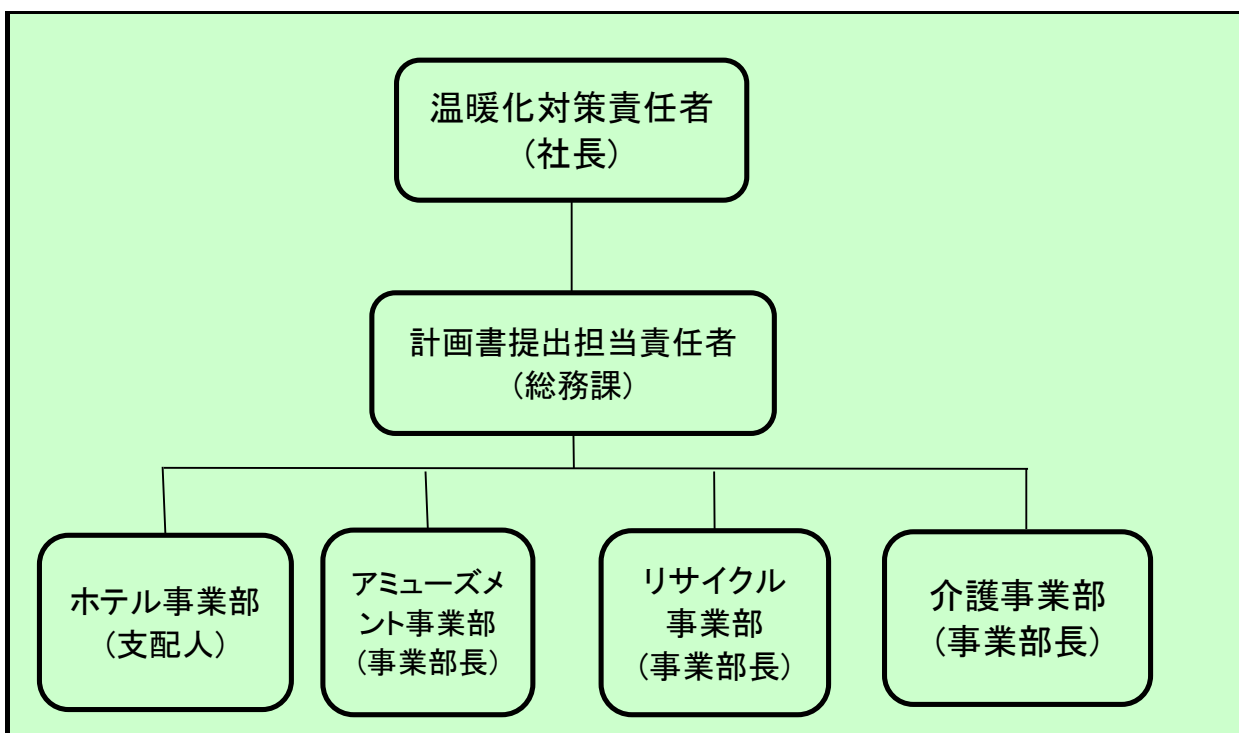 温暖化対策責任者
（社長）
計画書提出担当責任者
（総務課）
ホテル事業部
（支配人）
アミューズメ
ント事業部
（事業部長）
リサイクル
事業部
（事業部長）
介護事業部
（事業部長）